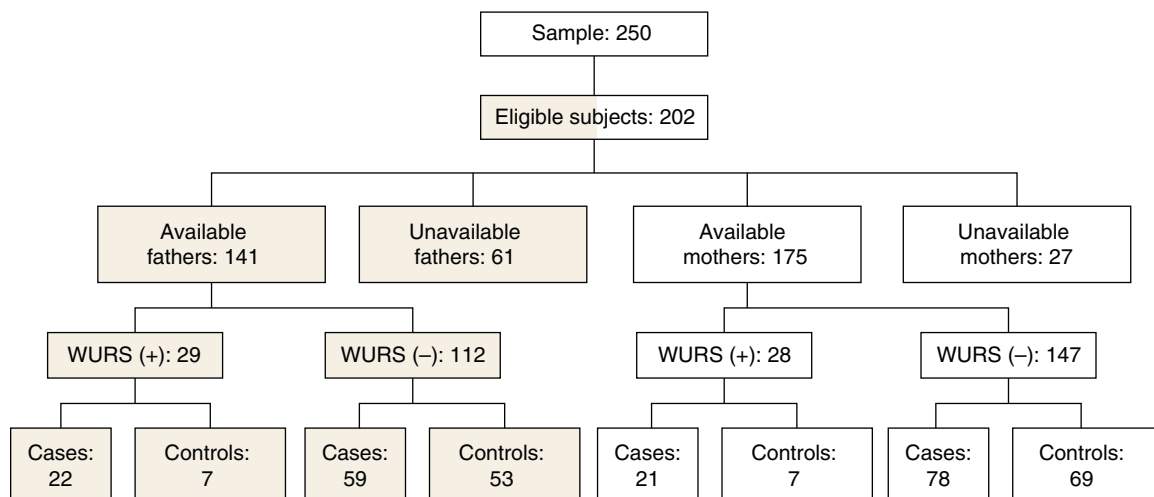 Sample: 250
Eligible subjects: 202
Available
fathers: 141
Unavailable
fathers: 61
Available
mothers: 175
Unavailable
mothers: 27
WURS (+): 29
WURS (–): 112
WURS (+): 28
WURS (–): 147
Cases:
22
Controls:
7
Cases:
59
Controls:
53
Cases:
21
Controls:
7
Cases:
78
Controls:
69